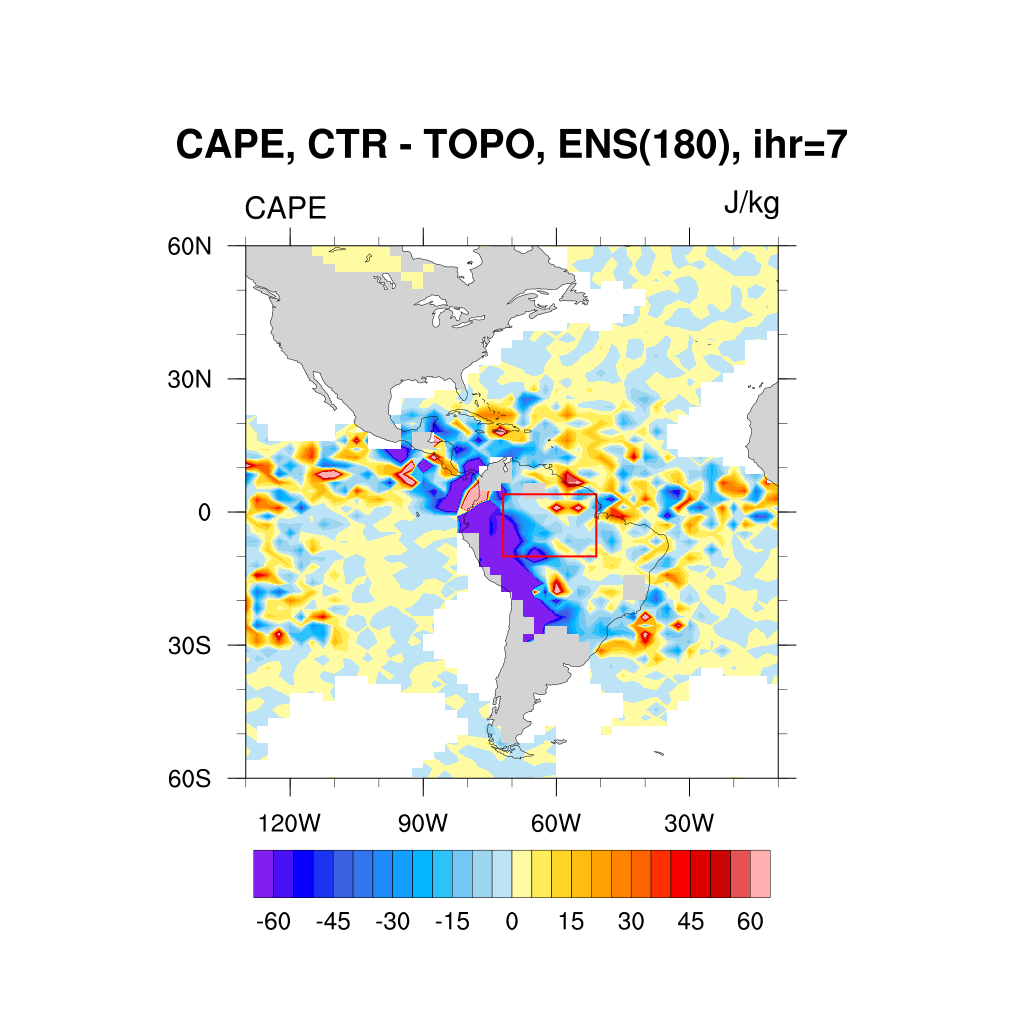 CAPE, CTR - TOPO, ENS(180), ihr=7
CAPE J/kg
60N
30N
0
30S
60S
120W 90W 60W 30W
-60 -45 -30 -15 0 15 30 45 60